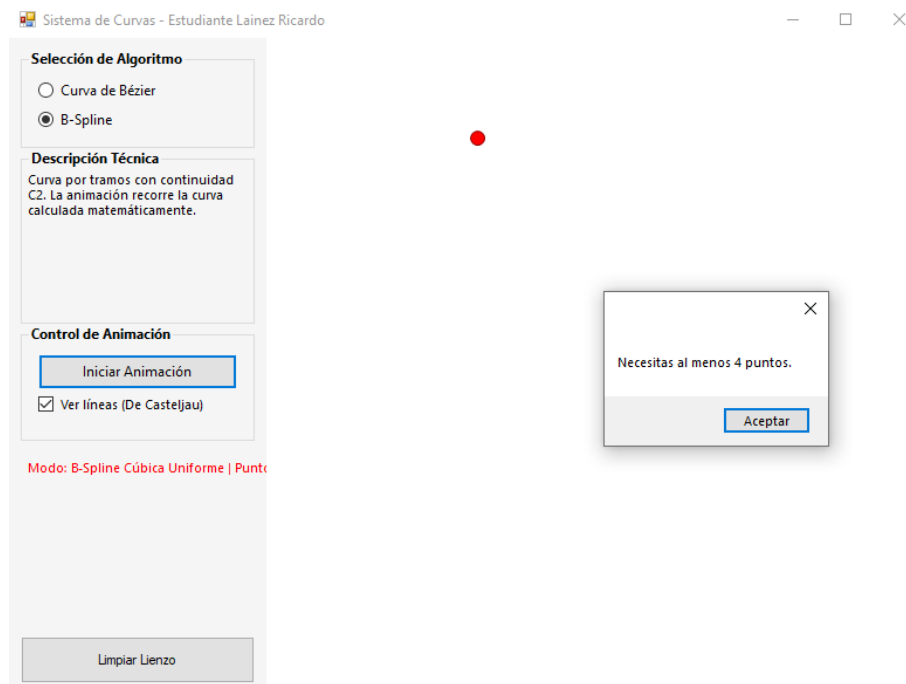 Sistema de Curvas - Estudiante Lainez Ricardo
Selección de Algoritmo
Curva de Bézier
B-Spline
Descripción Técnica
Curva por tramos con continuidad
C2. La animación recorre la curva
calculada matemáticamente.
Control de Animación
Iniciar Animación
Ver líneas (De Casteljau)
Modo: B-Spline Cúbica Uniforme | Punto
Limpiar Lienzo
Necesitas al menos 4 puntos.
Aceptar